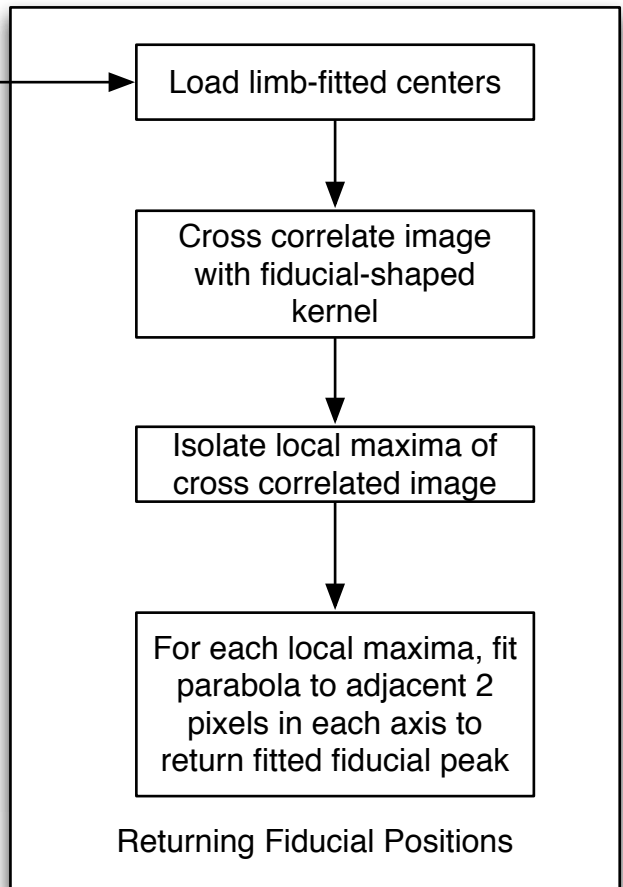 Load limb-fitted centers
Cross correlate image
with fiducial-shaped
kernel
Isolate local maxima of
cross correlated image
For each local maxima, fit
parabola to adjacent 2
pixels in each axis to
return fitted fiducial peak
Returning Fiducial Positions